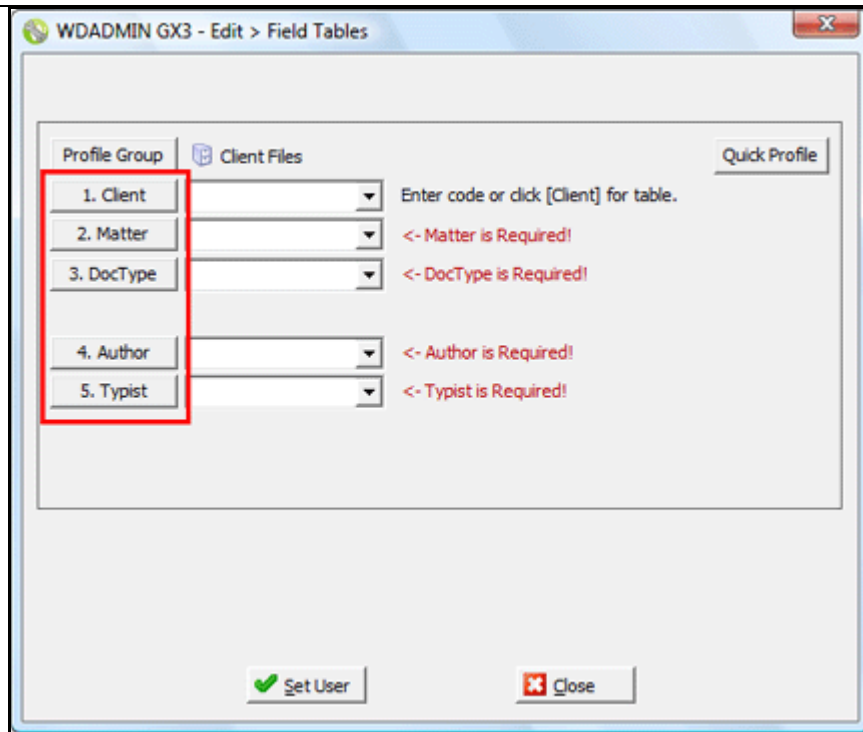 WDADMIN GX3 - Edit > Field Tables
Profile Group Client Files Quick Profile
1. Client Enter code or click [Client] for table.
2. Matter <- Matter is Required!
3. DocType <- DocType is Required!
4. Author <- Author is Required!
5. Typist <- Typist is Required!
Set User Close